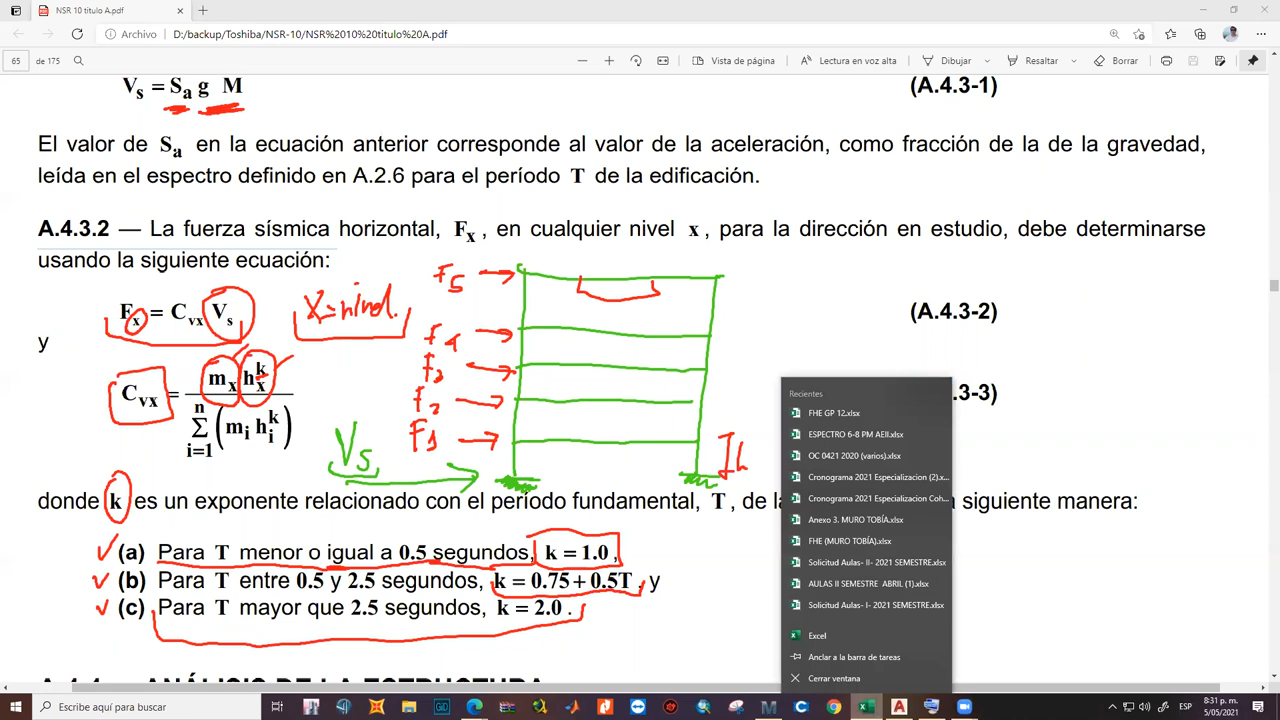 NSR 10 titulo A.pdf
Archivo D:/backup/Toshiba/NSR-10/NSR%2010%20titulo%20A.pdf
65 de 175 Vista de página Lectura en voz alta Dibujar Resaltar Borrar
Vs = Sa g M (A.4.3-1)
El valor de Sa en la ecuación anterior corresponde al valor de la aceleración, como fracción de la de gravedad,
leída en el espectro definido en A.2.6 para el período T de la edificación.
A.4.3.2 — La fuerza sísmica horizontal, Fx, en cualquier nivel x, para la dirección en estudio, debe determinarse
usando la siguiente ecuación:
Fx = Cvx Vs (A.4.3-2)
X=nivel.
F5
F4
F3
F2
F1
Vs
y
Cvx = mx hx^k / Σ i=1 n (mi hi^k) -3)
donde k es un exponente relacionado con el período fundamental, T, de la siguiente manera:
(a) Para T menor o igual a 0.5 segundos, k = 1.0,
(b) Para T entre 0.5 y 2.5 segundos, k = 0.75 + 0.5T, y
(c) Para T mayor que 2.5 segundos, k = 2.0.
A.4.4 — ANÁLISIS DE LA ESTRUCTURA
Recientes
FHE GP 12.xlsx
ESPECTRO 6-8 PM AEII.xlsx
OC 0421 2020 (varios).xlsx
Cronograma 2021 Especializacion (2).x...
Cronograma 2021 Especializacion Coh...
Anexo 3. MURO TOBÍA.xlsx
FHE (MURO TOBÍA).xlsx
Solicitud Aulas- II- 2021 SEMESTRE.xlsx
AULAS II SEMESTRE ABRIL (1).xlsx
Solicitud Aulas- I- 2021 SEMESTRE.xlsx
Excel
Anclar a la barra de tareas
Cerrar ventana
Escribe aquí para buscar
ESP
8:31 p. m.
5/05/2021